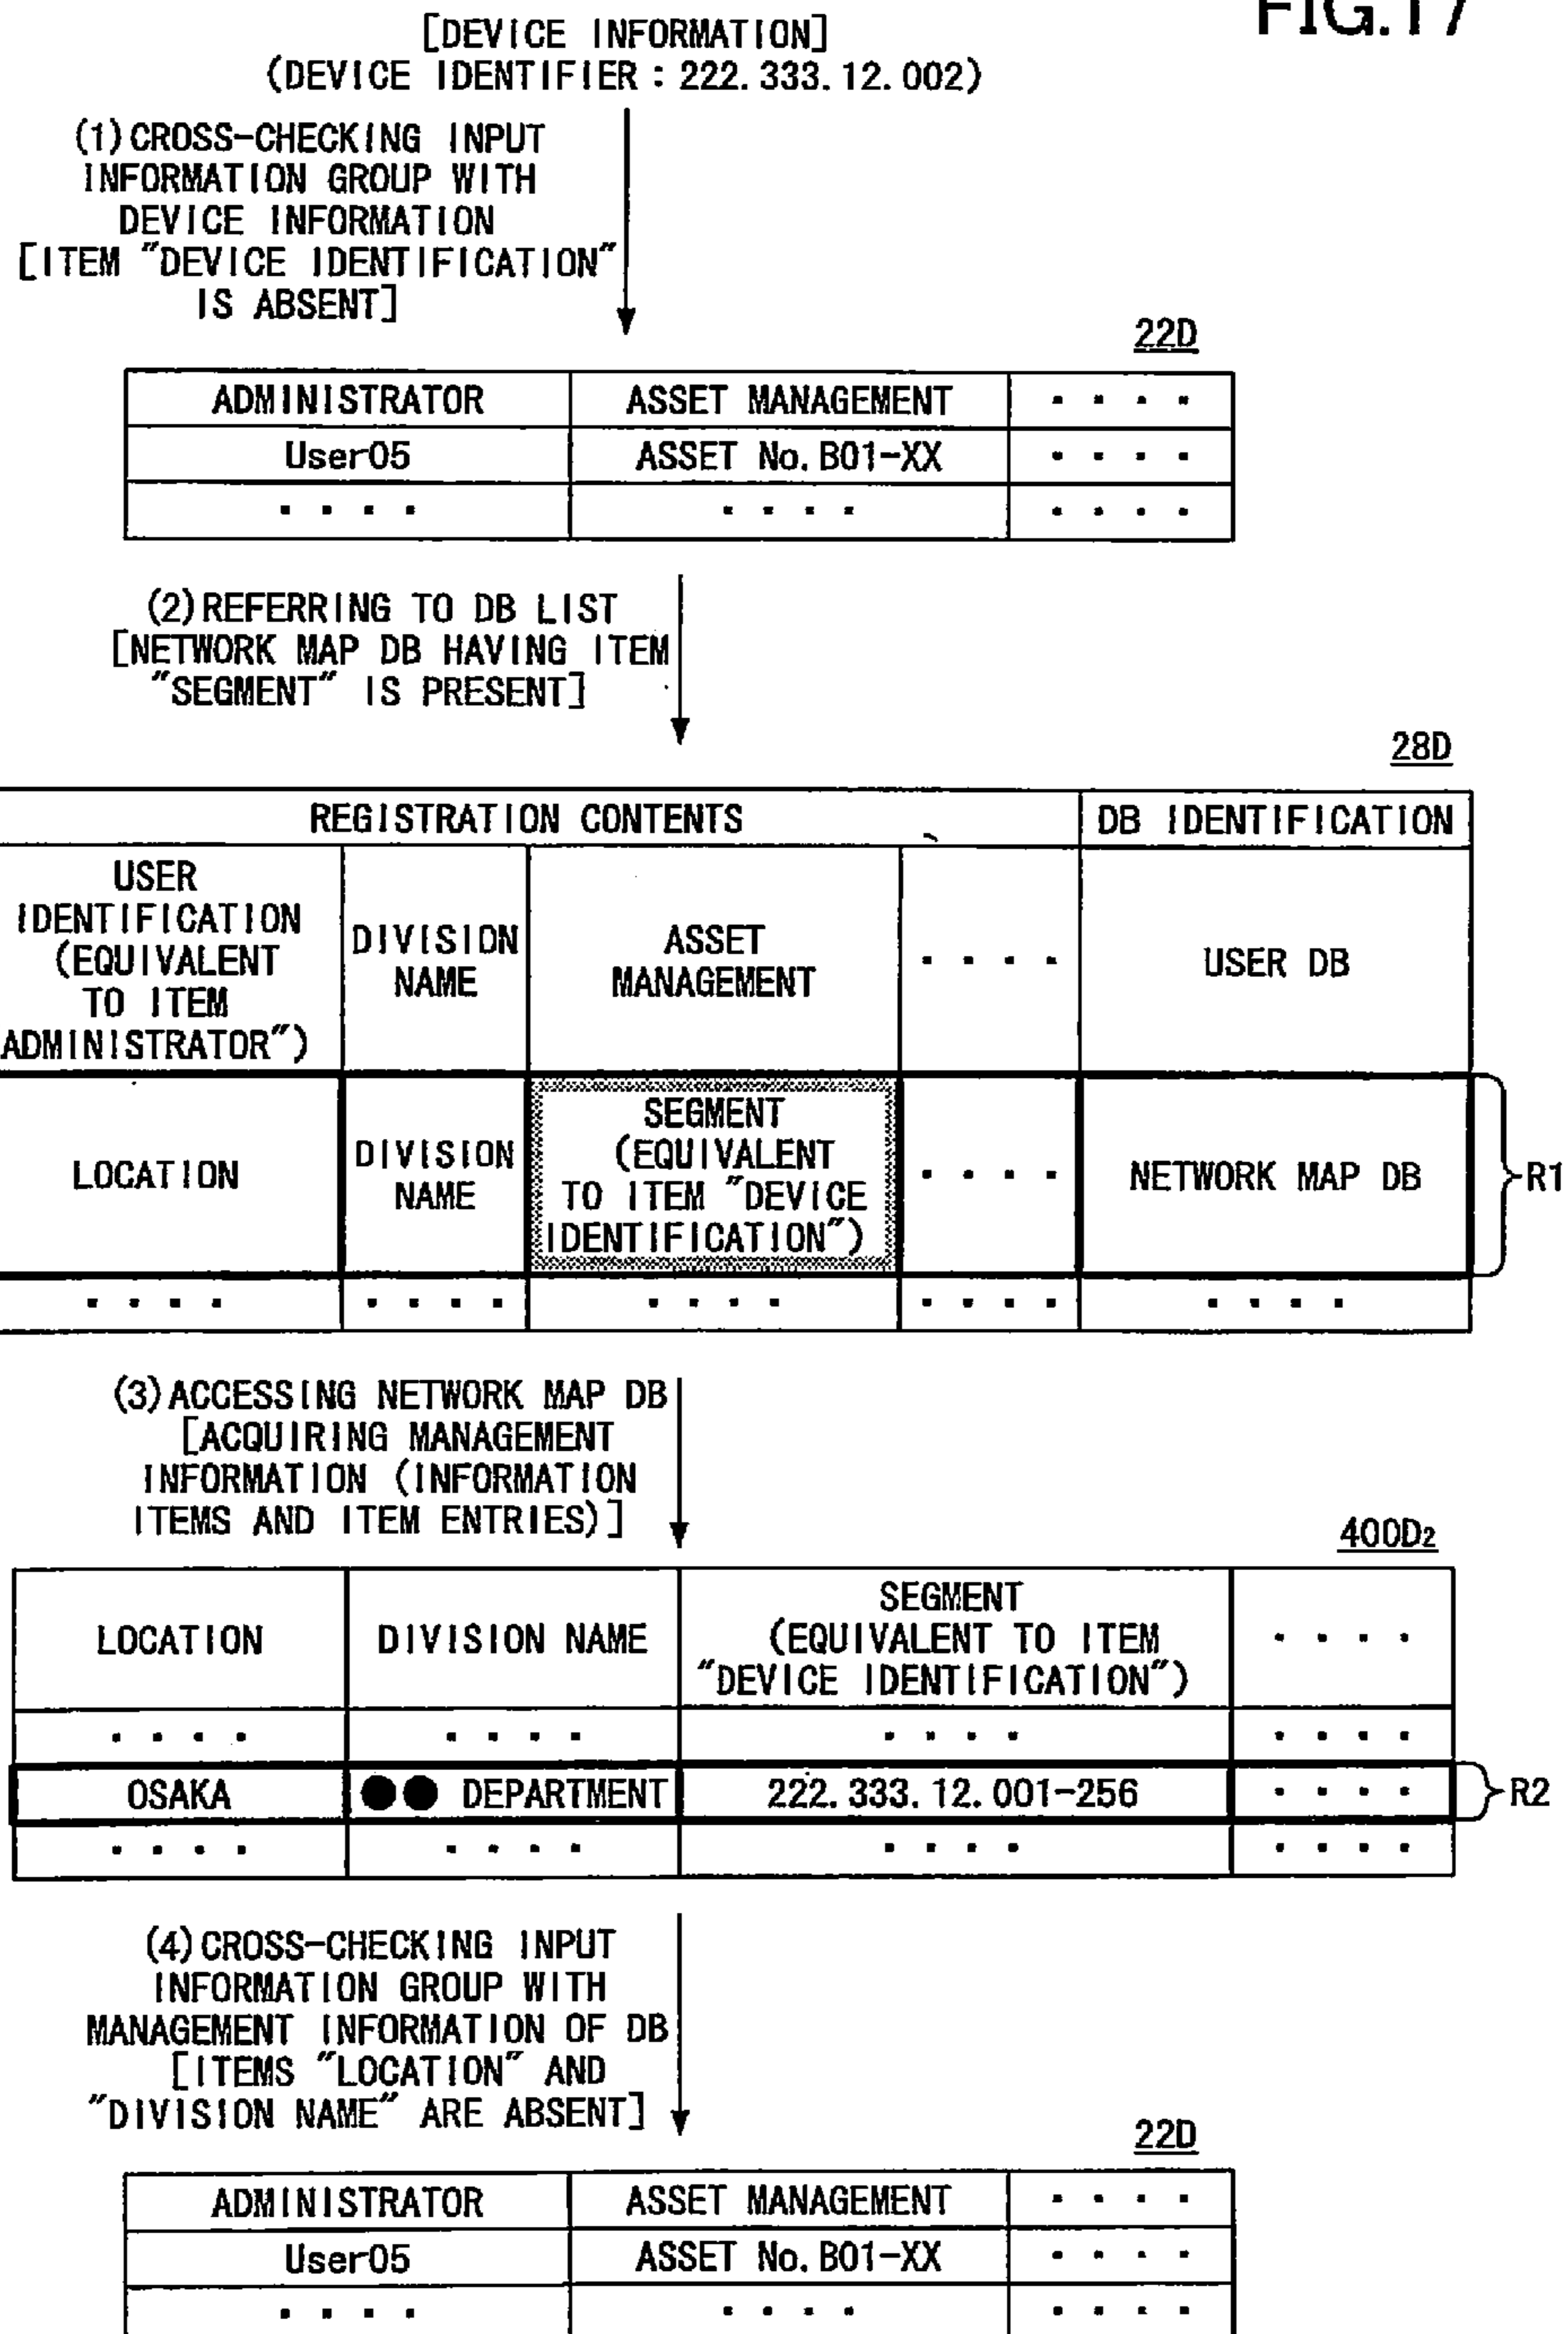 FIG.17
[DEVICE INFORMATION]
(DEVICE IDENTIFIER : 222.333.12.002)
(1)CROSS-CHECKING INPUT
INFORMATION GROUP WITH
DEVICE INFORMATION
[ITEM "DEVICE IDENTIFICATION"
IS ABSENT]
22D
ADMINISTRATOR ASSET MANAGEMENT ....
User05 ASSET No.B01-XX ....
.... .... ....
(2)REFERRING TO DB LIST
[NETWORK MAP DB HAVING ITEM
"SEGMENT" IS PRESENT]
28D
REGISTRATION CONTENTS DB IDENTIFICATION
USER
IDENTIFICATION
(EQUIVALENT
TO ITEM
ADMINISTRATOR")
DIVISION
NAME
ASSET
MANAGEMENT
....
USER DB
LOCATION
DIVISION
NAME
SEGMENT
(EQUIVALENT
TO ITEM "DEVICE
IDENTIFICATION")
....
NETWORK MAP DB
R1
.... .... .... .... ....
(3)ACCESSING NETWORK MAP DB
[ACQUIRING MANAGEMENT
INFORMATION (INFORMATION
ITEMS AND ITEM ENTRIES)]
400D2
LOCATION
DIVISION NAME
SEGMENT
(EQUIVALENT TO ITEM
"DEVICE IDENTIFICATION")
....
.... .... .... ....
OSAKA ●● DEPARTMENT 222.333.12.001-256 .... R2
.... .... .... ....
(4)CROSS-CHECKING INPUT
INFORMATION GROUP WITH
MANAGEMENT INFORMATION OF DB
[ITEMS "LOCATION" AND
"DIVISION NAME" ARE ABSENT]
22D
ADMINISTRATOR ASSET MANAGEMENT ....
User05 ASSET No.B01-XX ....
.... .... ....